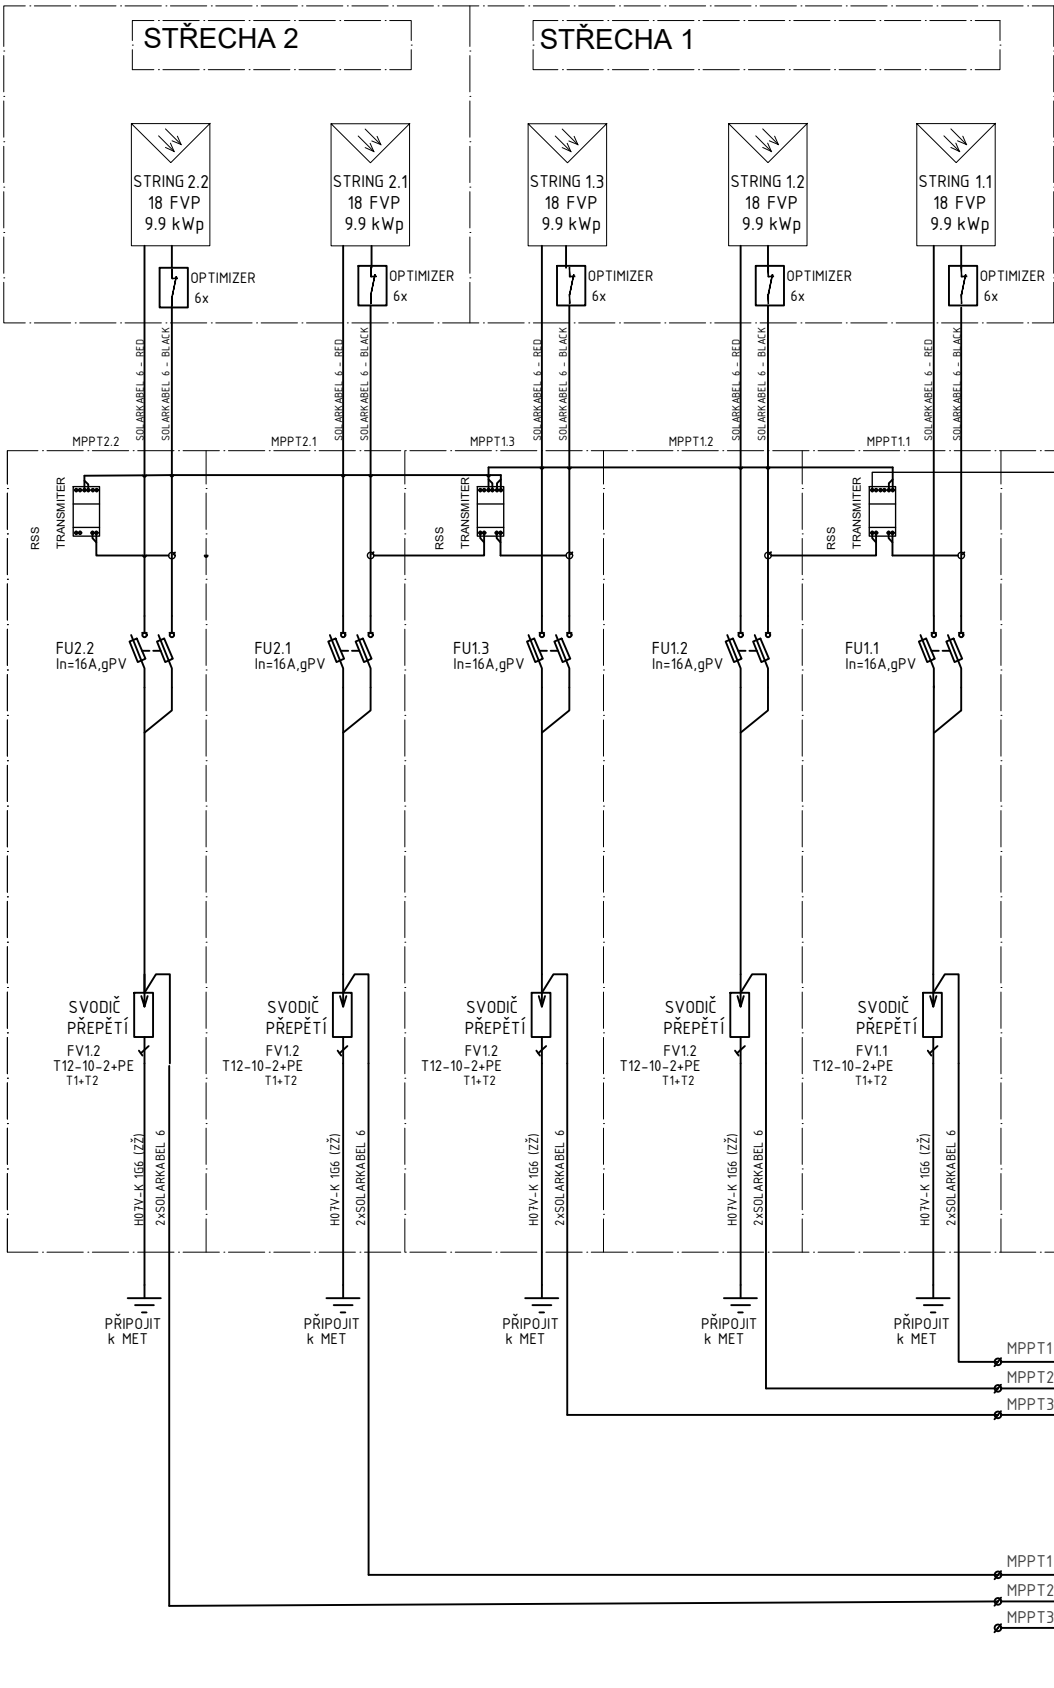 STŘECHA 2
STŘECHA 1
STRING 2.2
18 FVP
9.9 kWp
STRING 2.1
18 FVP
9.9 kWp
STRING 1.3
18 FVP
9.9 kWp
STRING 1.2
18 FVP
9.9 kWp
STRING 1.1
18 FVP
9.9 kWp
OPTIMIZER
6x
OPTIMIZER
6x
OPTIMIZER
6x
OPTIMIZER
6x
OPTIMIZER
6x
SOLARKABEL 6 - RED
SOLARKABEL 6 - BLACK
SOLARKABEL 6 - RED
SOLARKABEL 6 - BLACK
SOLARKABEL 6 - RED
SOLARKABEL 6 - BLACK
SOLARKABEL 6 - RED
SOLARKABEL 6 - BLACK
SOLARKABEL 6 - RED
SOLARKABEL 6 - BLACK
MPPT2.2
MPPT2.1
MPPT1.3
MPPT1.2
MPPT1.1
RSS
TRANSMITER
RSS
TRANSMITER
RSS
TRANSMITER
FU2.2
In=16A,gPV
FU2.1
In=16A,gPV
FU1.3
In=16A,gPV
FU1.2
In=16A,gPV
FU1.1
In=16A,gPV
SVODIČ
PŘEPĚTÍ
FV1.2
T12-10-2+PE
T1+T2
SVODIČ
PŘEPĚTÍ
FV1.2
T12-10-2+PE
T1+T2
SVODIČ
PŘEPĚTÍ
FV1.2
T12-10-2+PE
T1+T2
SVODIČ
PŘEPĚTÍ
FV1.2
T12-10-2+PE
T1+T2
SVODIČ
PŘEPĚTÍ
FV1.1
T12-10-2+PE
T1+T2
H07V-K 1G6 (ZŽ)
2xSOLARKABEL 6
H07V-K 1G6 (ZŽ)
2xSOLARKABEL 6
H07V-K 1G6 (ZŽ)
2xSOLARKABEL 6
H07V-K 1G6 (ZŽ)
2xSOLARKABEL 6
H07V-K 1G6 (ZŽ)
2xSOLARKABEL 6
PŘIPOJIT
k MET
PŘIPOJIT
k MET
PŘIPOJIT
k MET
PŘIPOJIT
k MET
PŘIPOJIT
k MET
MPPT1
MPPT2
MPPT3
MPPT1
MPPT2
MPPT3